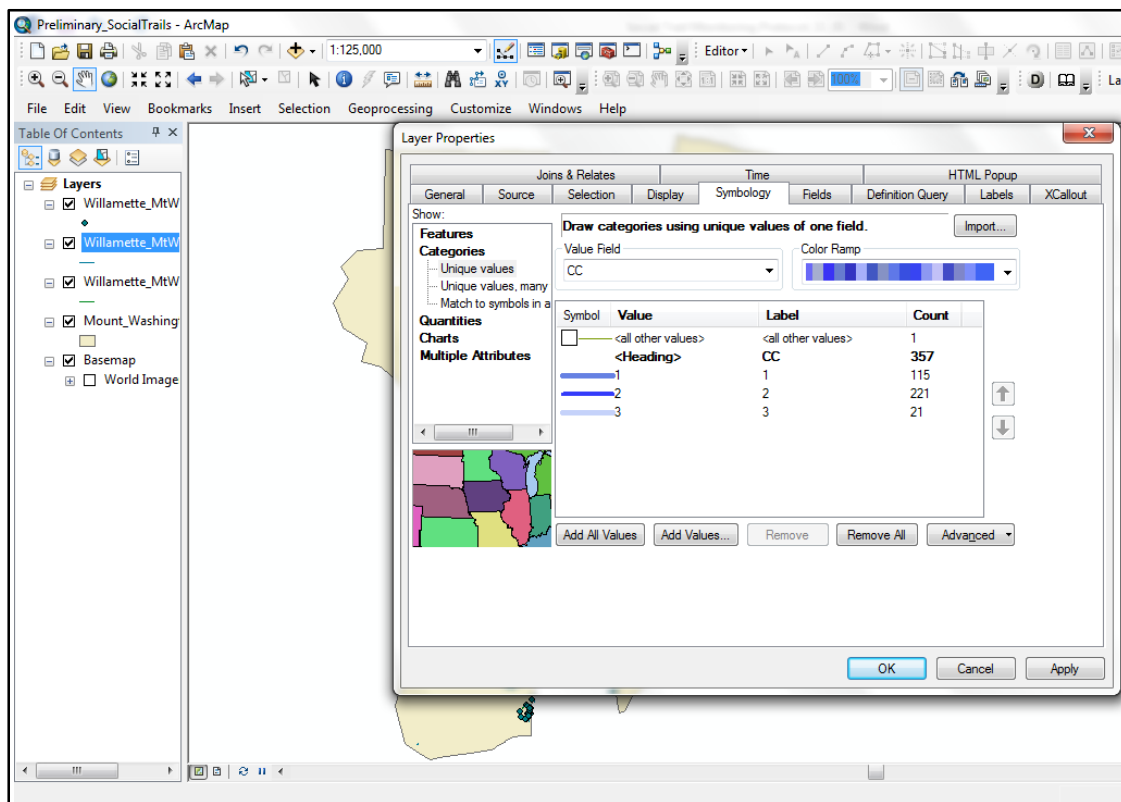 Preliminary_SocialTrails - ArcMap
1:125,000
Editor
100%
La
File Edit View Bookmarks Insert Selection Geoprocessing Customize Windows Help
Table Of Contents
Layers
Willamette_MtW
Willamette_MtW
Willamette_MtW
Mount_Washing
Basemap
World Image
Layer Properties
Joins & Relates Time HTML Popup
General Source Selection Display Symbology Fields Definition Query Labels XCallout
Show:
Features
Categories
Unique values
Unique values, many
Match to symbols in a
Quantities
Charts
Multiple Attributes
Draw categories using unique values of one field.
Import...
Value Field
CC
Color Ramp
Symbol Value Label Count
<all other values> <all other values> 1
<Heading> CC 357
1 1 115
2 2 221
3 3 21
Add All Values Add Values... Remove Remove All Advanced
OK Cancel Apply